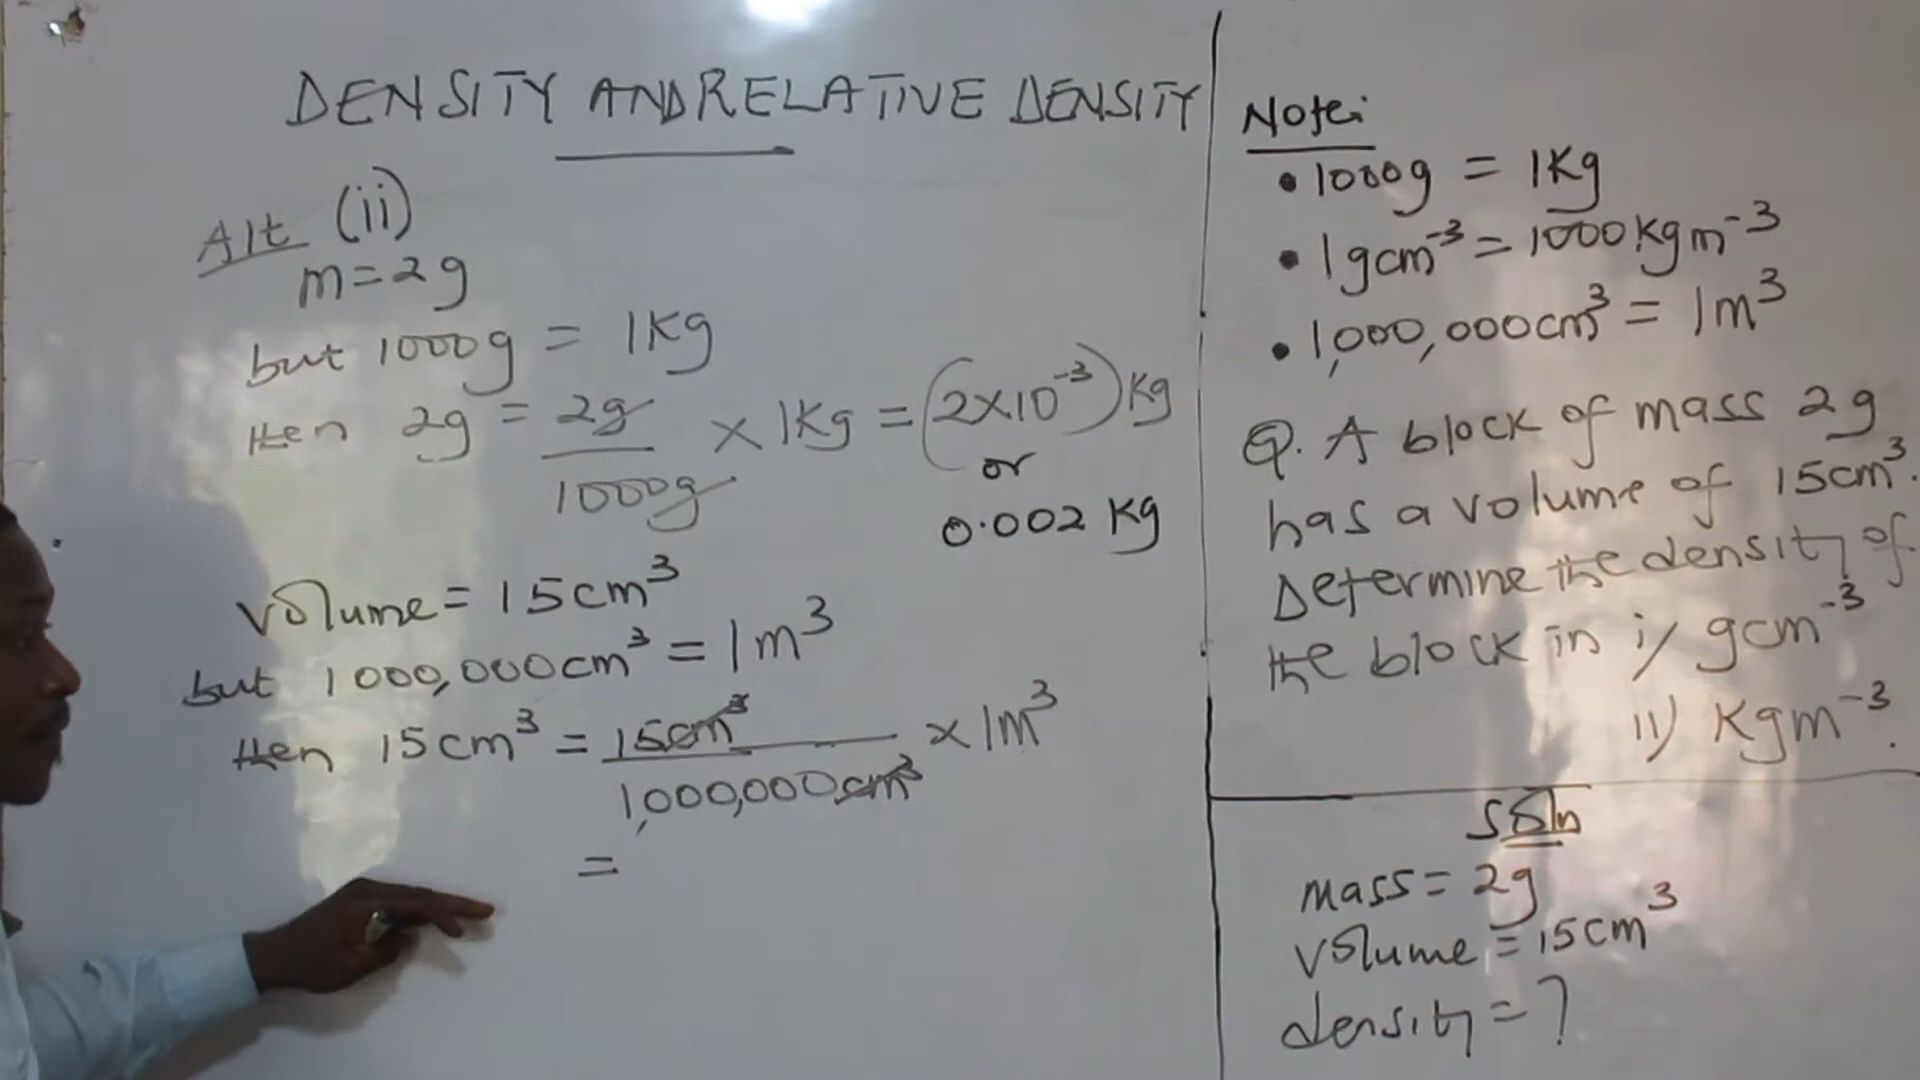 DENSITY AND RELATIVE DENSITY
Alt (ii)
m=2g
but 1000g = 1Kg
then 2g = 2g/1000g × 1Kg = (2×10⁻³) Kg
or
0.002 Kg
volume = 15cm³
but 1000,000cm³ = 1m³
then 15cm³ = 15cm³/1,000,000cm³ × 1m³
=
Note:
• 1000g = 1Kg
• 1gcm⁻³ = 1000Kgm⁻³
• 1,000,000cm³ = 1m³
Q. A block of mass 2g
has a volume of 15cm³.
Determine the density of
the block in i/ gcm⁻³
ii) Kgm⁻³.
Soln
mass = 2g
volume = 15cm³
density = ?